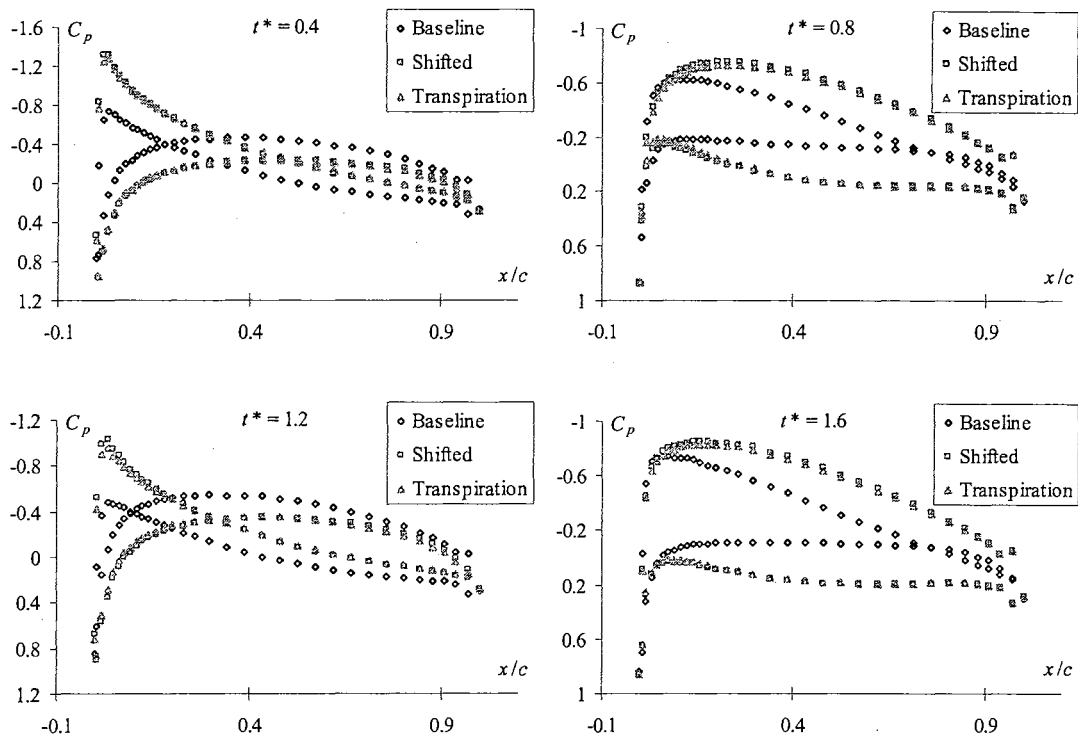 -1.6
C_p
t* = 0.4
Baseline
Shifted
Transpiration
-1.2
-0.8
-0.4
0
0.4
0.8
1.2
x/c
-0.1
0.4
0.9
-1
C_p
t* = 0.8
Baseline
Shifted
Transpiration
-0.6
-0.2
0.2
0.6
1
x/c
-0.1
0.4
0.9
-1.2
C_p
t* = 1.2
Baseline
Shifted
Transpiration
-0.8
-0.4
0
0.4
0.8
1.2
x/c
-0.1
0.4
0.9
-1
C_p
t* = 1.6
Baseline
Shifted
Transpiration
-0.6
-0.2
0.2
0.6
1
x/c
-0.1
0.4
0.9